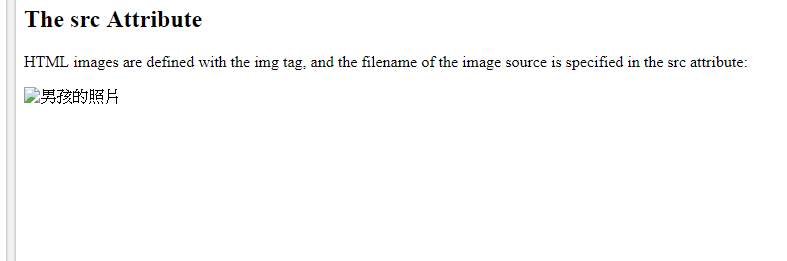 The src Attribute
HTML images are defined with the img tag, and the filename of the image source is specified in the src attribute:
男孩的照片